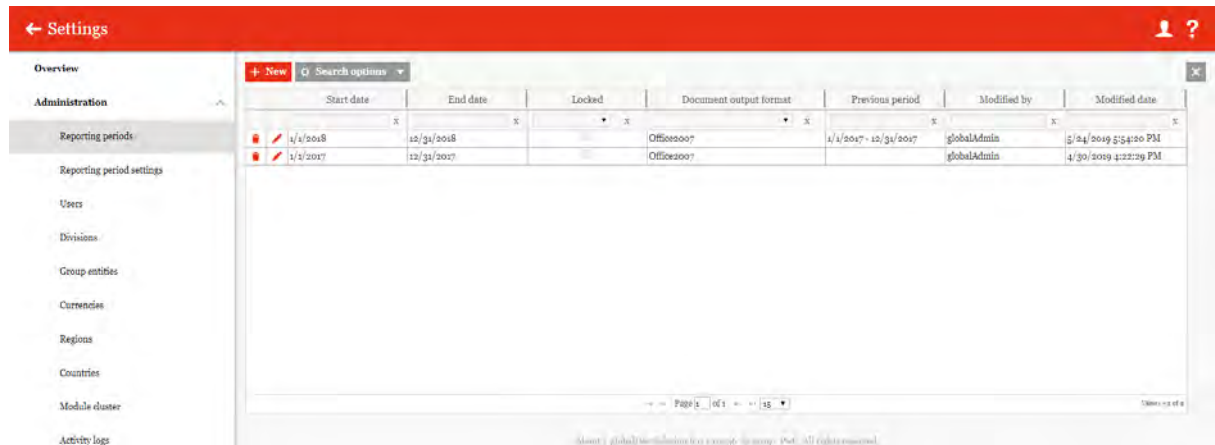 ← Settings ?
Overview
Administration
Reporting periods
Reporting period settings
Users
Divisions
Group entities
Currencies
Regions
Countries
Module cluster
Activity logs
+ New Search options
Start date End date Locked Document output format Previous period Modified by Modified date
x x x x x x x
1/1/2018 12/31/2018 Office2007 1/1/2017 - 12/31/2017 globalAdmin 5/24/2019 5:54:20 PM
1/1/2017 12/31/2017 Office2007 globalAdmin 4/30/2019 4:22:29 PM
Page 1 of 1 15
All rights reserved.